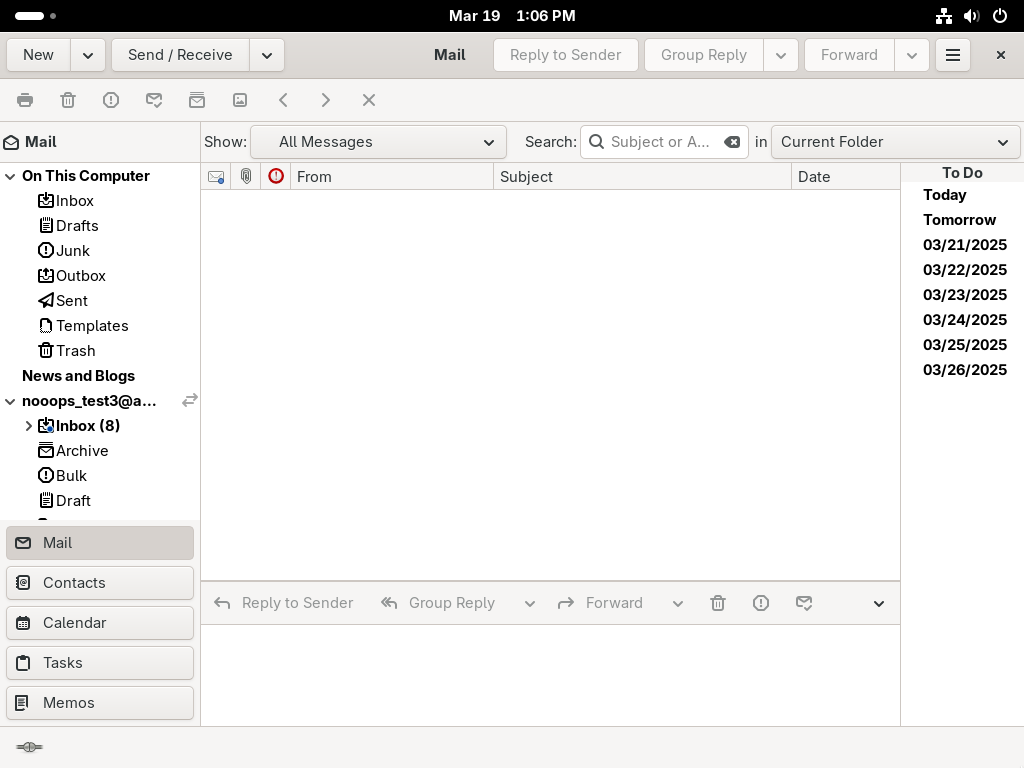 Mar 19 1:06 PM
New Send / Receive Mail Reply to Sender Group Reply Forward
Mail Show: All Messages Search: Subject or A... in Current Folder
From Subject Date
On This Computer
Inbox
Drafts
Junk
Outbox
Sent
Templates
Trash
News and Blogs
nooops_test3@a...
Inbox (8)
Archive
Bulk
Draft
Mail
Contacts
Calendar
Tasks
Memos
Reply to Sender Group Reply Forward
To Do
Today
Tomorrow
03/21/2025
03/22/2025
03/23/2025
03/24/2025
03/25/2025
03/26/2025